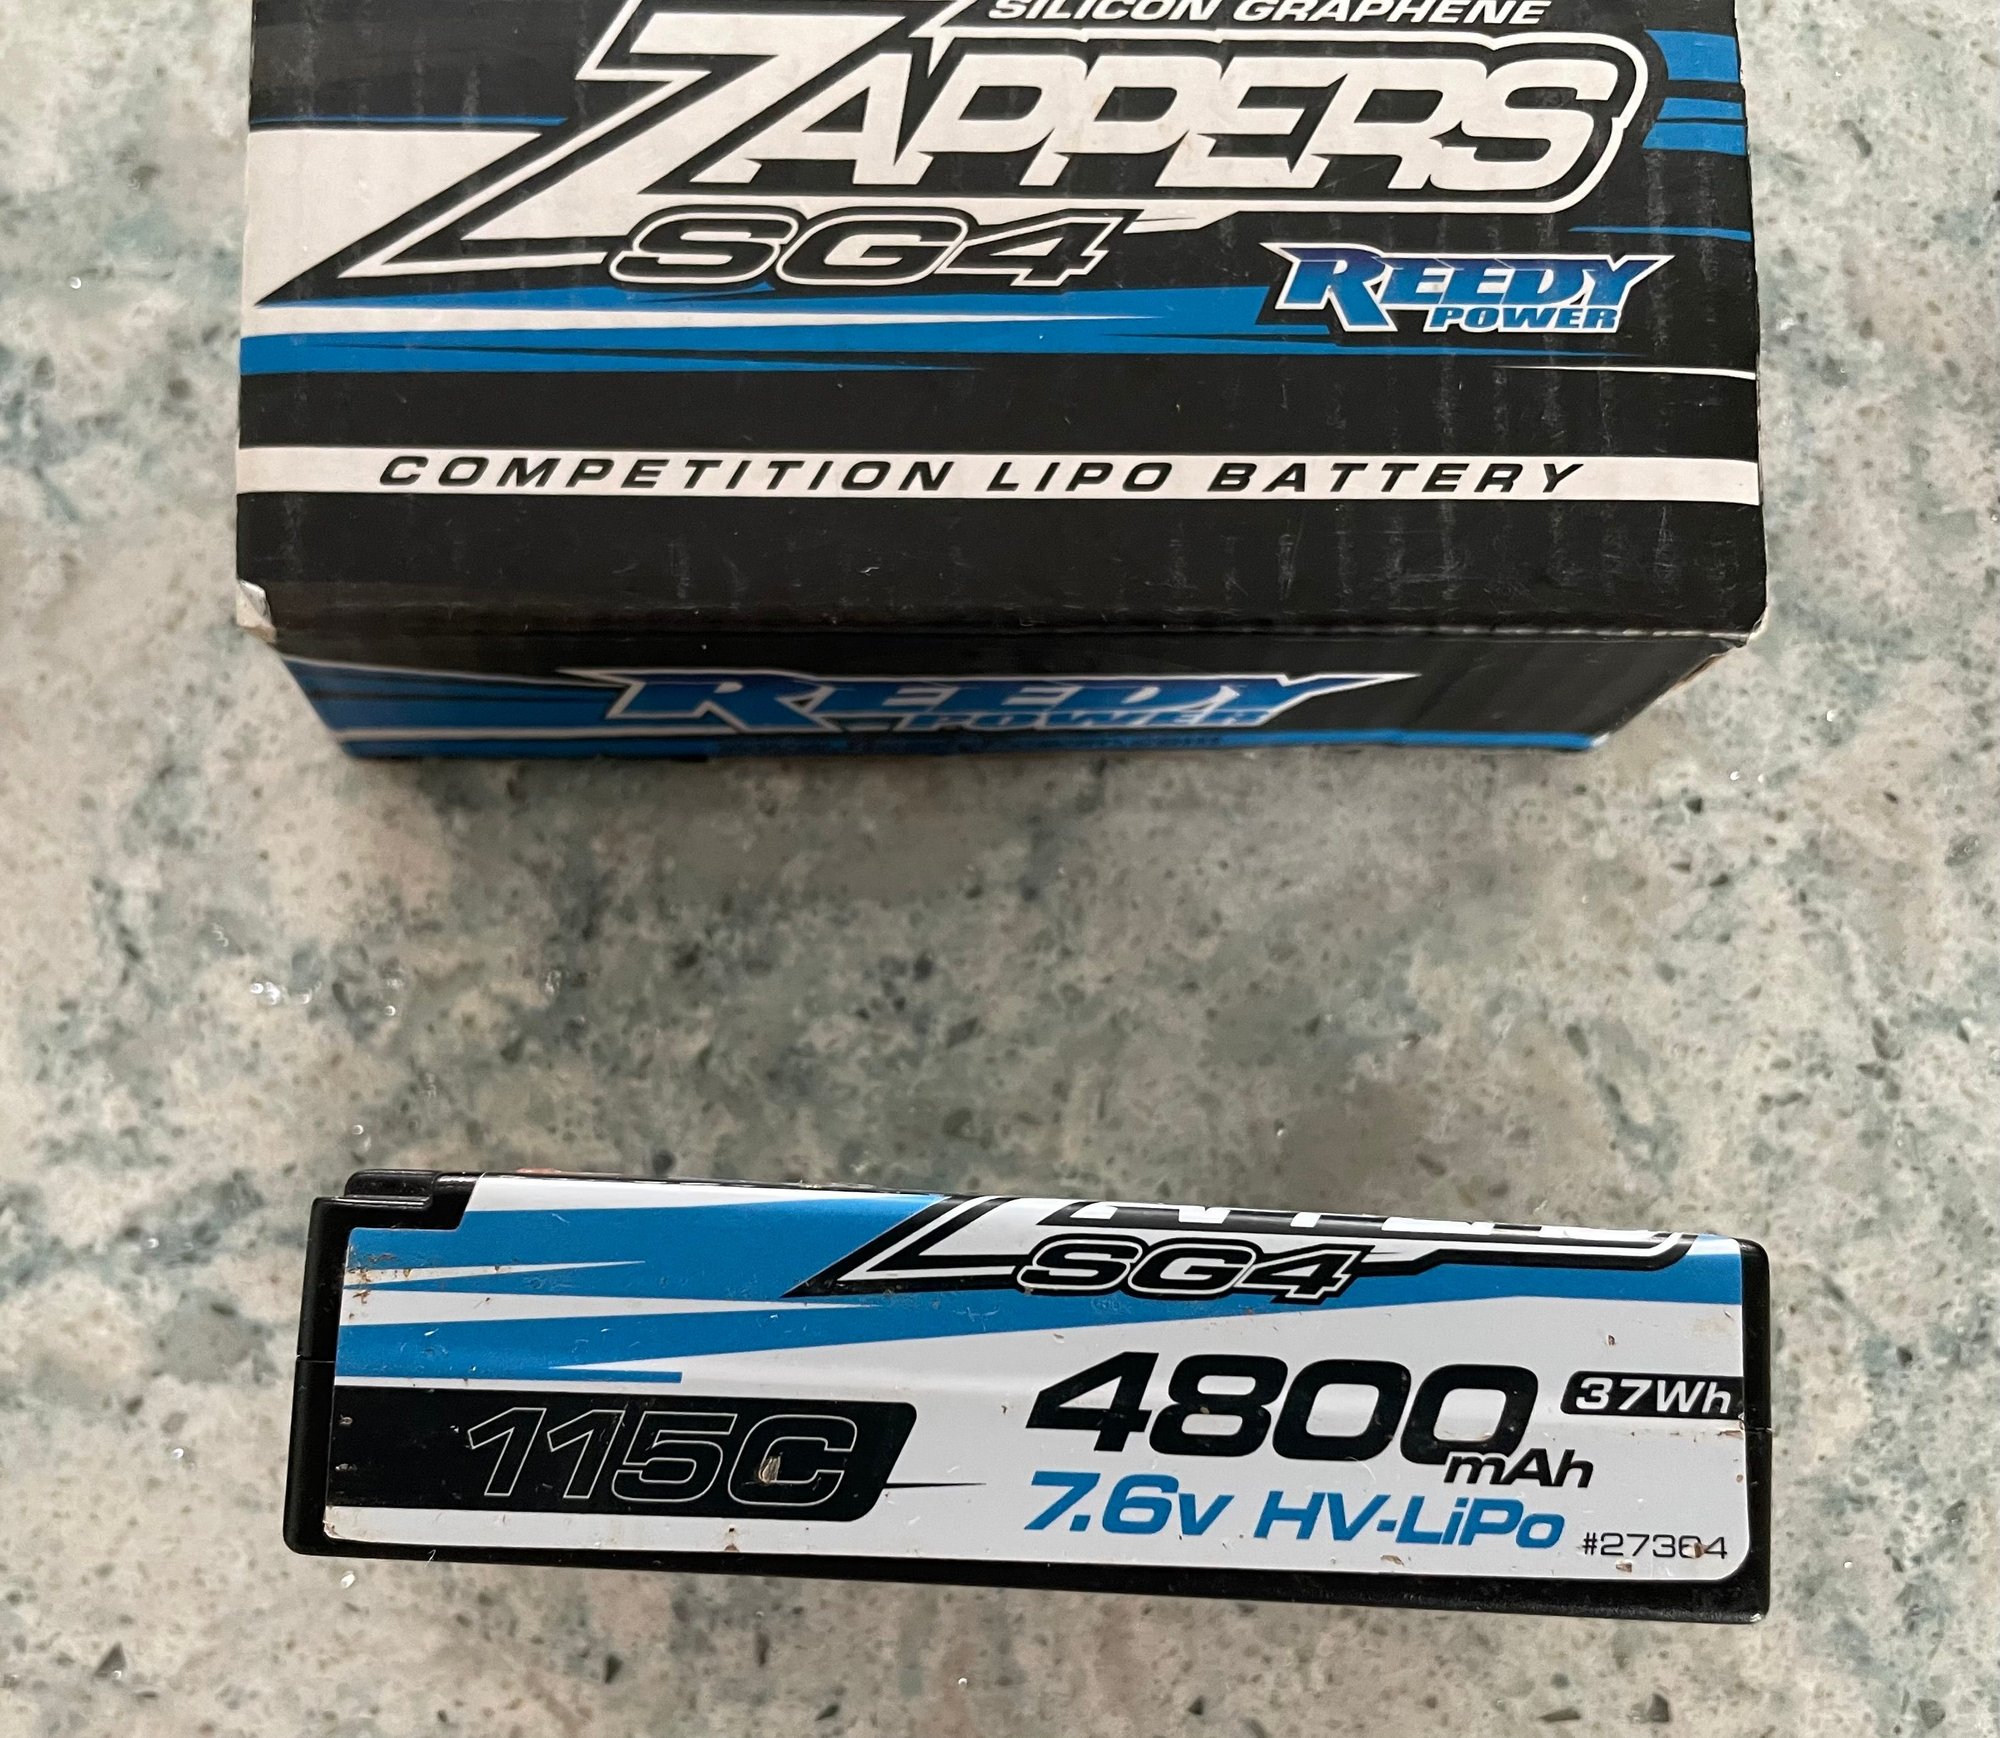 SILICON GRAPHENE
ZAPPERS
SG4
REEDY
POWER
COMPETITION LIPO BATTERY
REEDY
POWER
SG4
115C
4800 mAh
37Wh
7.6v HV-LiPo
#27364